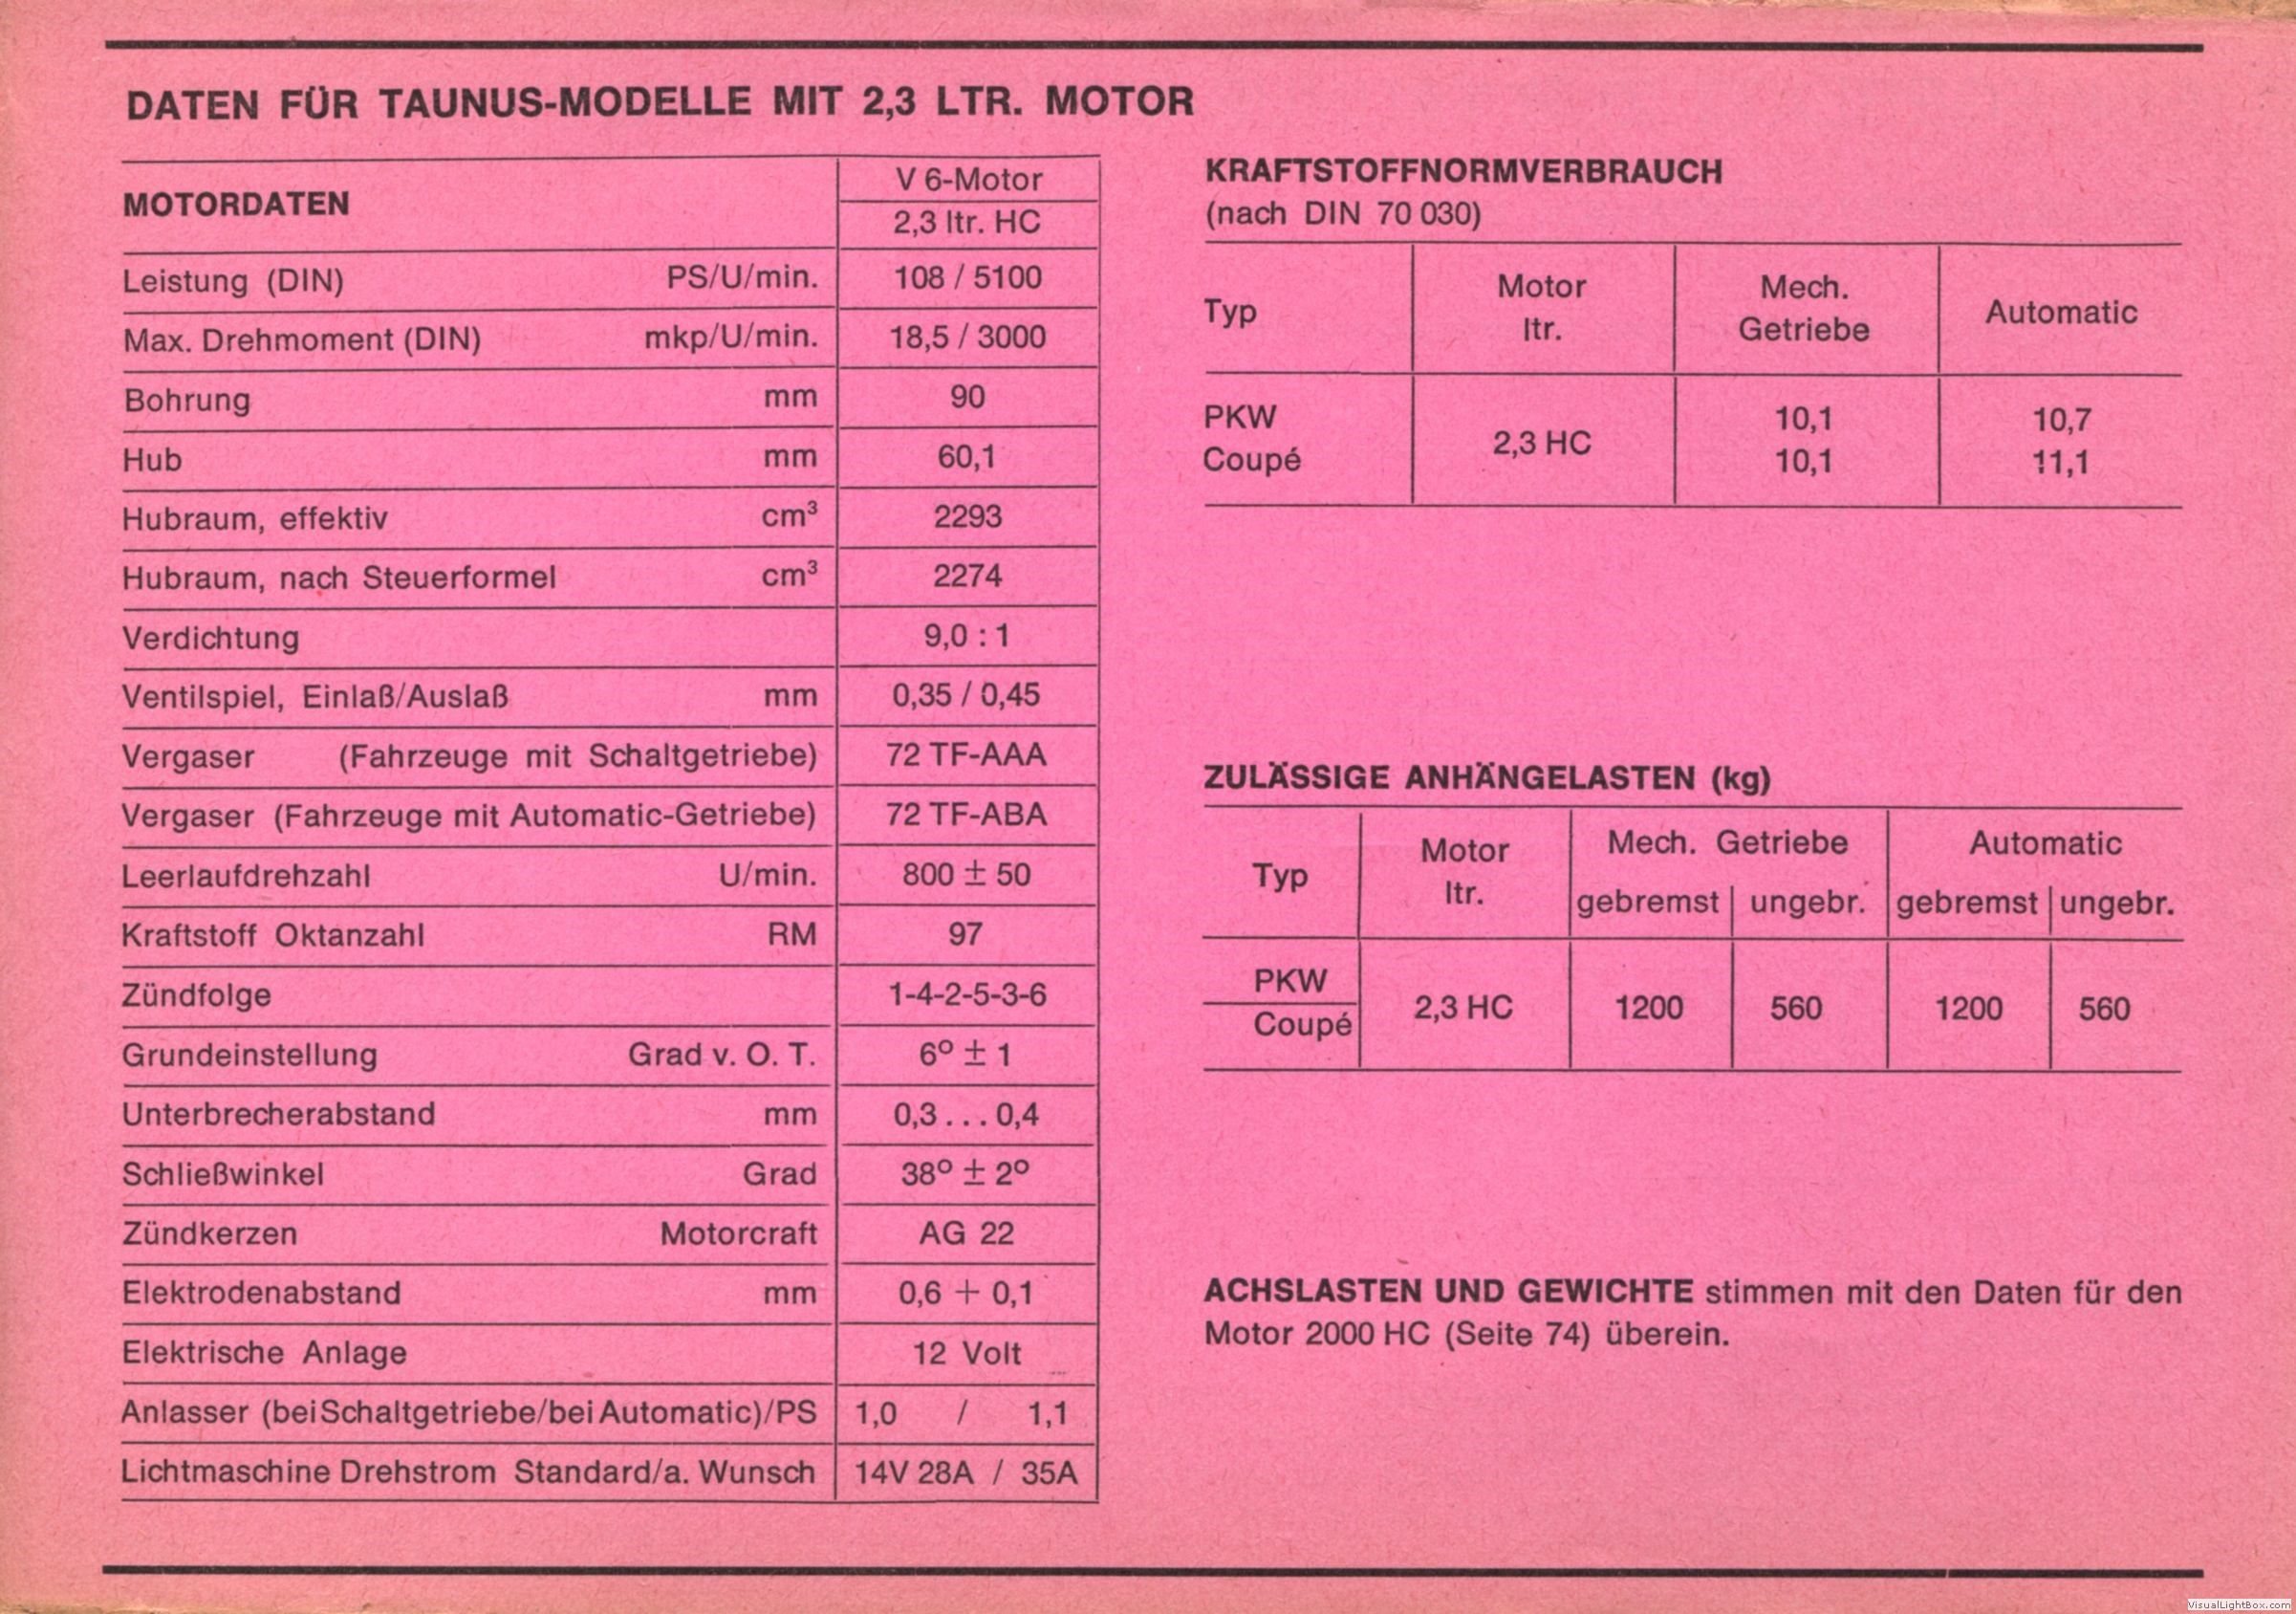 DATEN FÜR TAUNUS-MODELLE MIT 2,3 LTR. MOTOR
MOTORDATEN
V 6-Motor
2,3 ltr. HC
Leistung (DIN) PS/U/min. 108 / 5100
Max. Drehmoment (DIN) mkp/U/min. 18,5 / 3000
Bohrung mm 90
Hub mm 60,1
Hubraum, effektiv cm³ 2293
Hubraum, nach Steuerformel cm³ 2274
Verdichtung 9,0 : 1
Ventilspiel, Einlaß/Auslaß mm 0,35 / 0,45
Vergaser (Fahrzeuge mit Schaltgetriebe) 72 TF-AAA
Vergaser (Fahrzeuge mit Automatic-Getriebe) 72 TF-ABA
Leerlaufdrehzahl U/min. 800 ± 50
Kraftstoff Oktanzahl RM 97
Zündfolge 1-4-2-5-3-6
Grundeinstellung Grad v. O. T. 6° ± 1
Unterbrecherabstand mm 0,3 . . . 0,4
Schließwinkel Grad 38° ± 2°
Zündkerzen Motorcraft AG 22
Elektrodenabstand mm 0,6 + 0,1
Elektrische Anlage 12 Volt
Anlasser (bei Schaltgetriebe/bei Automatic)/PS 1,0 / 1,1
Lichtmaschine Drehstrom Standard/a. Wunsch 14V 28A / 35A
KRAFTSTOFFNORMVERBRAUCH
(nach DIN 70 030)
Typ
Motor
ltr.
Mech.
Getriebe
Automatic
PKW 10,1 10,7
2,3 HC
Coupé 10,1 11,1
ZULÄSSIGE ANHÄNGELASTEN (kg)
Typ
Motor
ltr.
Mech. Getriebe Automatic
gebremst ungebr. gebremst ungebr.
PKW
2,3 HC 1200 560 1200 560
Coupé
ACHSLASTEN UND GEWICHTE stimmen mit den Daten für den
Motor 2000 HC (Seite 74) überein.
VisualLightBox.com